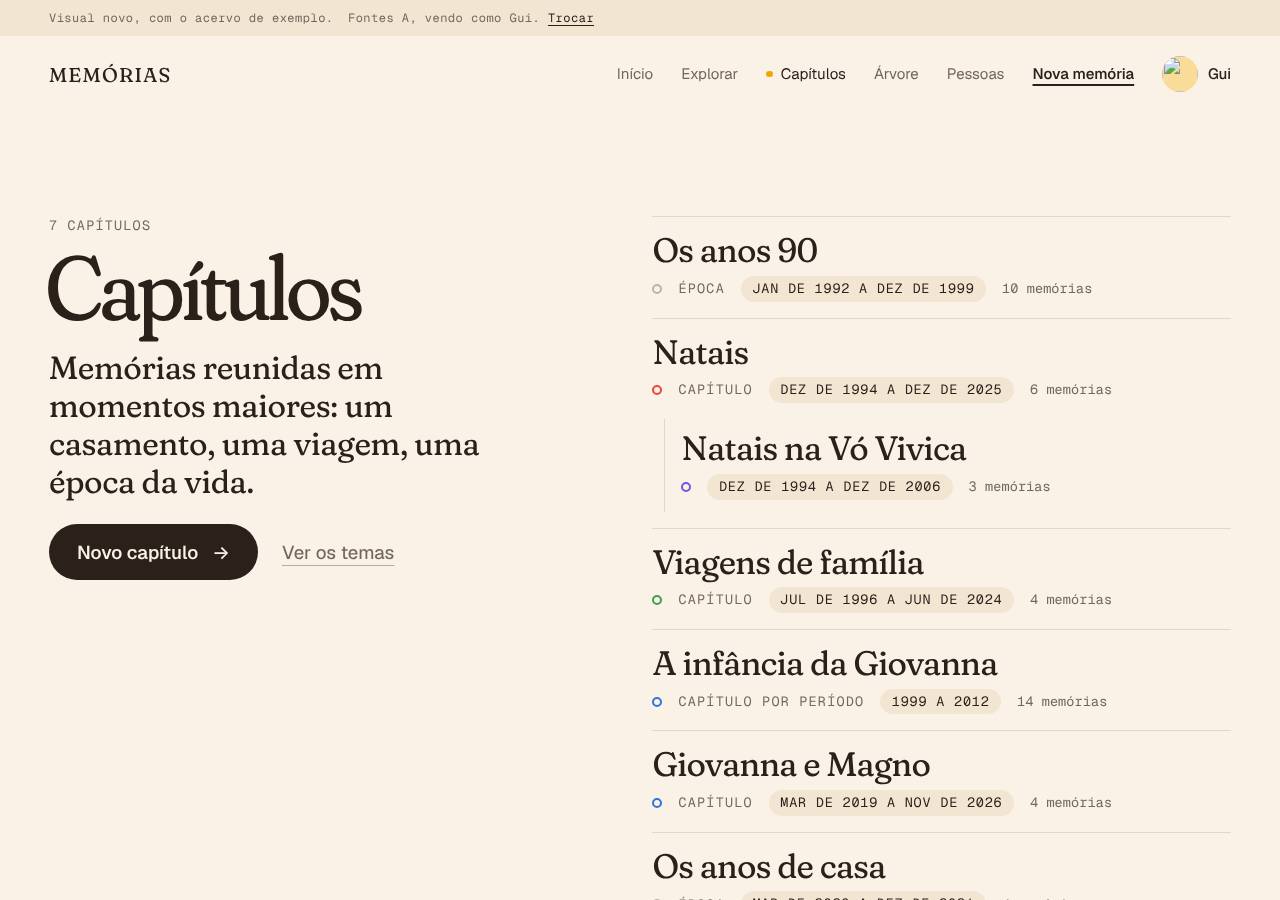 Visual novo, com o acervo de exemplo. Fontes A, vendo como Gui. Trocar
MEMÓRIAS
Início Explorar Capítulos Árvore Pessoas Nova memória Gui
7 CAPÍTULOS
Capítulos
Memórias reunidas em
momentos maiores: um
casamento, uma viagem, uma
época da vida.
Novo capítulo → Ver os temas
Os anos 90
ÉPOCA JAN DE 1992 A DEZ DE 1999 10 memórias
Natais
CAPÍTULO DEZ DE 1994 A DEZ DE 2025 6 memórias
Natais na Vó Vivica
DEZ DE 1994 A DEZ DE 2006 3 memórias
Viagens de família
CAPÍTULO JUL DE 1996 A JUN DE 2024 4 memórias
A infância da Giovanna
CAPÍTULO POR PERÍODO 1999 A 2012 14 memórias
Giovanna e Magno
CAPÍTULO MAR DE 2019 A NOV DE 2026 4 memórias
Os anos de casa